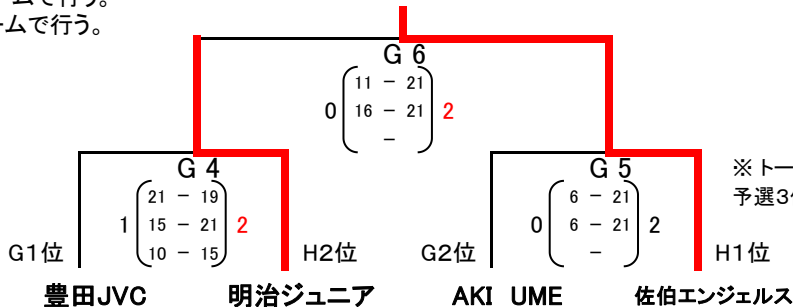 ムで行う。
ームで行う。
G 6
11 － 21
0 16 － 21 2
－
G 4
21 － 19
1 15 － 21 2
10 － 15
G 5
6 － 21
0 6 － 21 2
－
※トー
予選3
G1位 H2位 G2位 H1位
豊田JVC 明治ジュニア AKI UME 佐伯エンジェルス